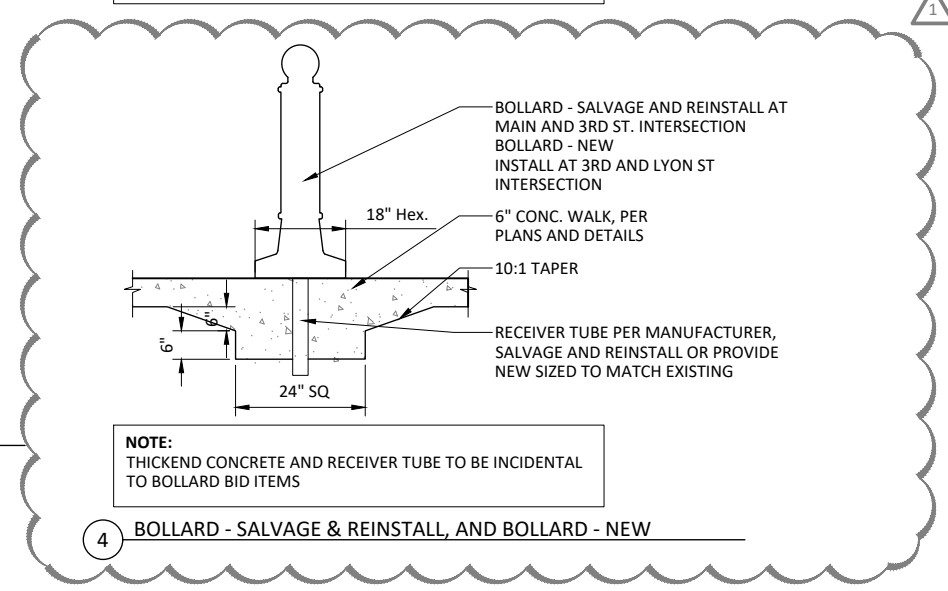 1
BOLLARD - SALVAGE AND REINSTALL AT
MAIN AND 3RD ST. INTERSECTION
BOLLARD - NEW
INSTALL AT 3RD AND LYON ST
INTERSECTION
18" Hex.
6" CONC. WALK, PER
PLANS AND DETAILS
10:1 TAPER
6"
6"
RECEIVER TUBE PER MANUFACTURER,
SALVAGE AND REINSTALL OR PROVIDE
NEW SIZED TO MATCH EXISTING
24" SQ
NOTE:
THICKEND CONCRETE AND RECEIVER TUBE TO BE INCIDENTAL
TO BOLLARD BID ITEMS
4 BOLLARD - SALVAGE & REINSTALL, AND BOLLARD - NEW